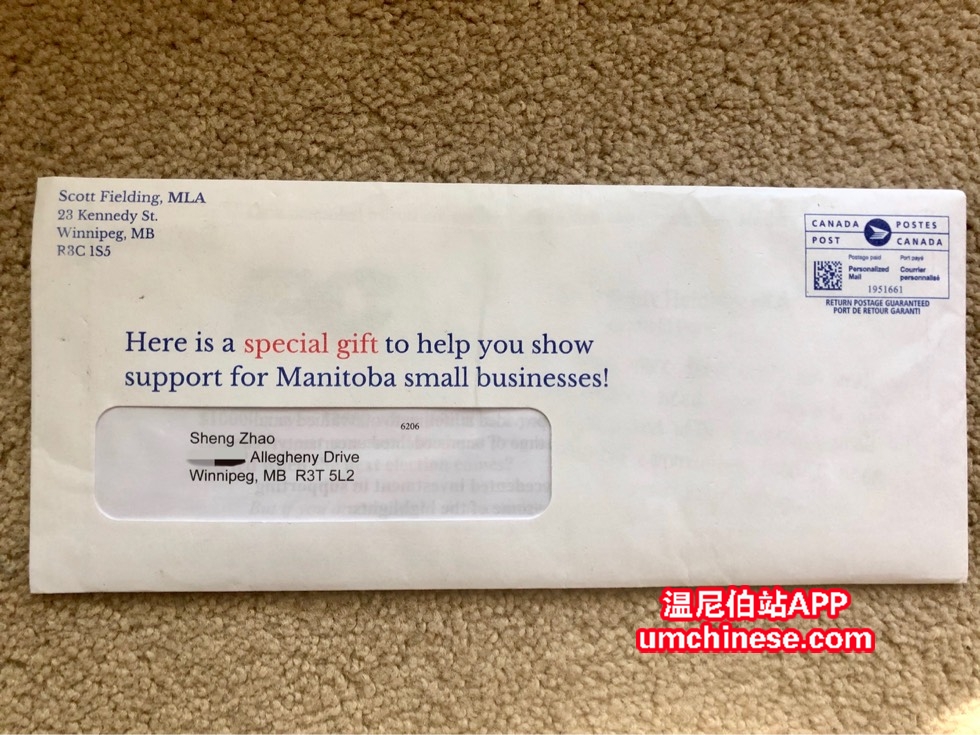 Scott Fielding, MLA
23 Kennedy St.
Winnipeg, MB
R3C 1S5
CANADA POSTES
POST CANADA
Postage paid Port payé
Personalized Mail Courrier personnalisé
1951661
RETURN POSTAGE GUARANTEED
PORT DE RETOUR GARANTI
Here is a special gift to help you show
support for Manitoba small businesses!
6206
Sheng Zhao
Allegheny Drive
Winnipeg, MB R3T 5L2
温尼伯站APP
umchinese.com